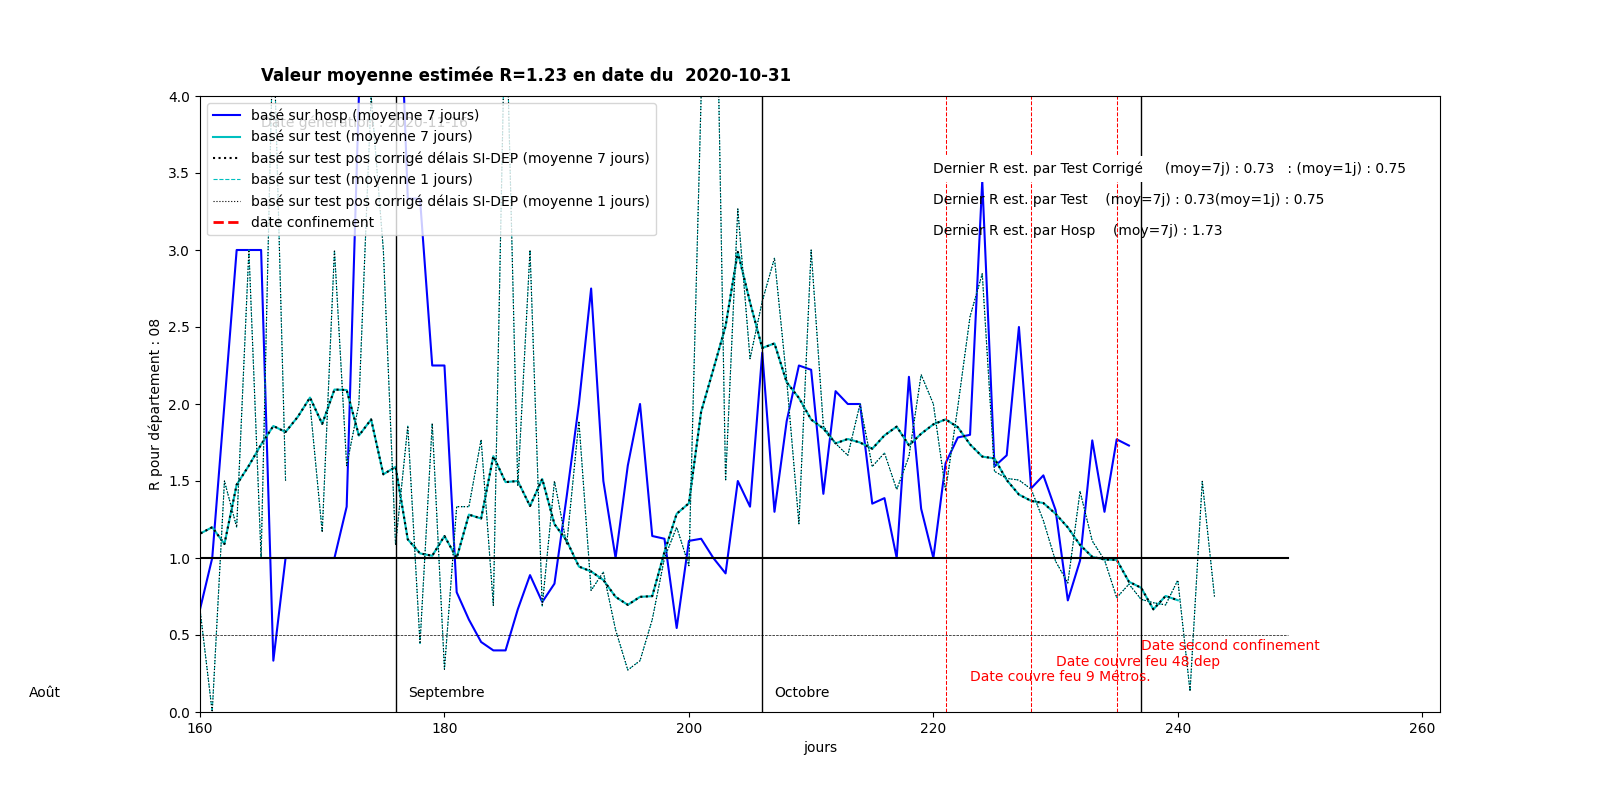 Valeur moyenne estimée R=1.23 en date du  2020-10-31
Date génération : 2020-11-16
basé sur hosp (moyenne 7 jours)
basé sur test (moyenne 7 jours)
basé sur test pos corrigé délais SI-DEP (moyenne 7 jours)
basé sur test (moyenne 1 jours)
basé sur test pos corrigé délais SI-DEP (moyenne 1 jours)
date confinement
Dernier R est. par Test Corrigé     (moy=7j) : 0.73   : (moy=1j) : 0.75
Dernier R est. par Test    (moy=7j) : 0.73(moy=1j) : 0.75
Dernier R est. par Hosp    (moy=7j) : 1.73
4.0
3.5
3.0
2.5
2.0
1.5
1.0
0.5
0.0
R pour département : 08
Date second confinement
Date couvre feu 48 dep
Date couvre feu 9 Métros.
Août
Septembre
Octobre
160
180
200
220
240
260
jours